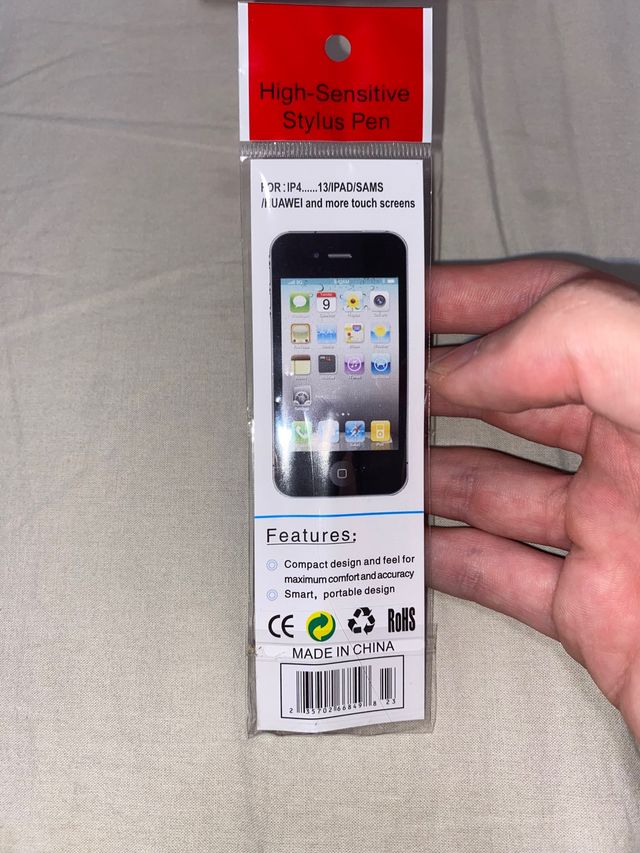 High-Sensitive
Stylus Pen
FOR:IP4......13/IPAD/SAMS
/HUAWEI and more touch screens
9
Features:
Compact design and feel for
maximum comfort and accuracy
Smart, portable design
CE
RoHS
MADE IN CHINA